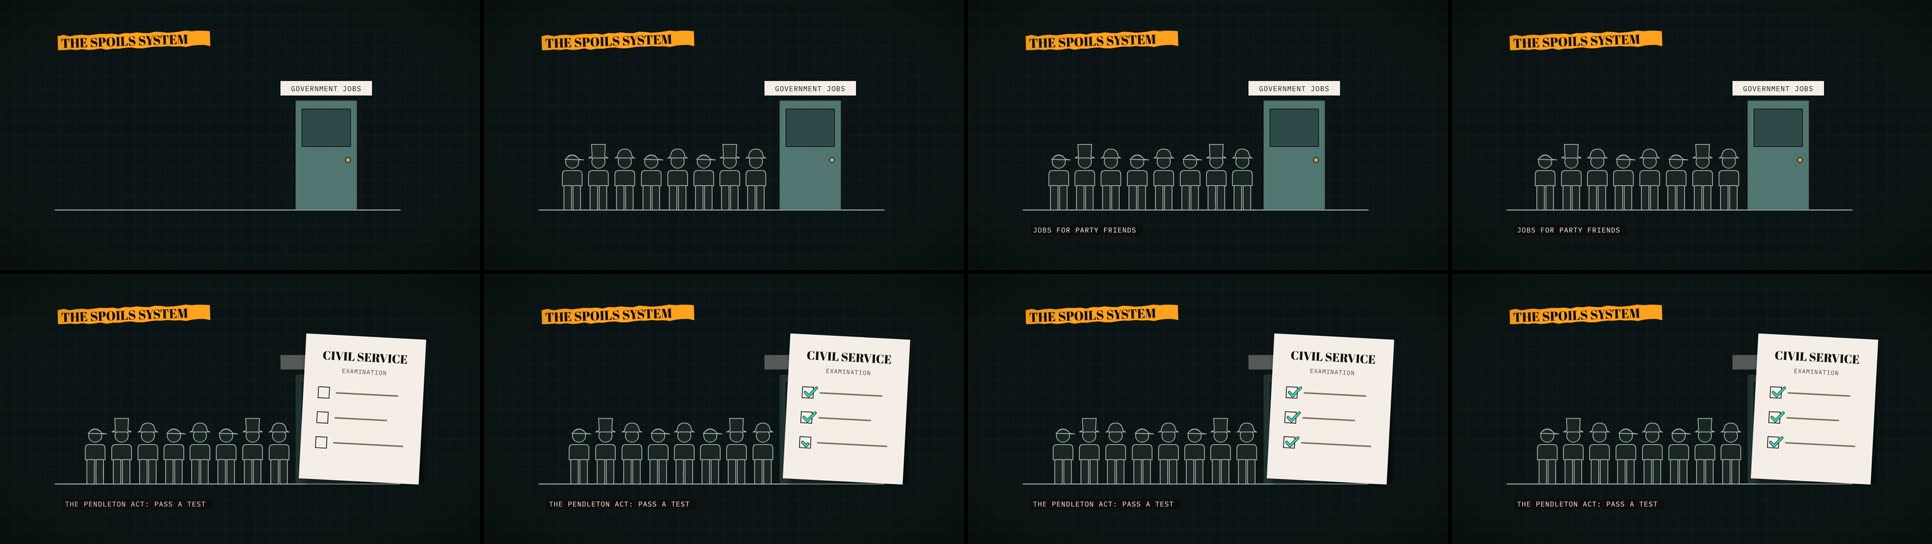 THE SPOILS SYSTEM
GOVERNMENT JOBS
THE SPOILS SYSTEM
GOVERNMENT JOBS
THE SPOILS SYSTEM
GOVERNMENT JOBS
JOBS FOR PARTY FRIENDS
THE SPOILS SYSTEM
GOVERNMENT JOBS
JOBS FOR PARTY FRIENDS
THE SPOILS SYSTEM
CIVIL SERVICE
EXAMINATION
THE PENDLETON ACT: PASS A TEST
THE SPOILS SYSTEM
CIVIL SERVICE
EXAMINATION
THE PENDLETON ACT: PASS A TEST
THE SPOILS SYSTEM
CIVIL SERVICE
EXAMINATION
THE PENDLETON ACT: PASS A TEST
THE SPOILS SYSTEM
CIVIL SERVICE
EXAMINATION
THE PENDLETON ACT: PASS A TEST